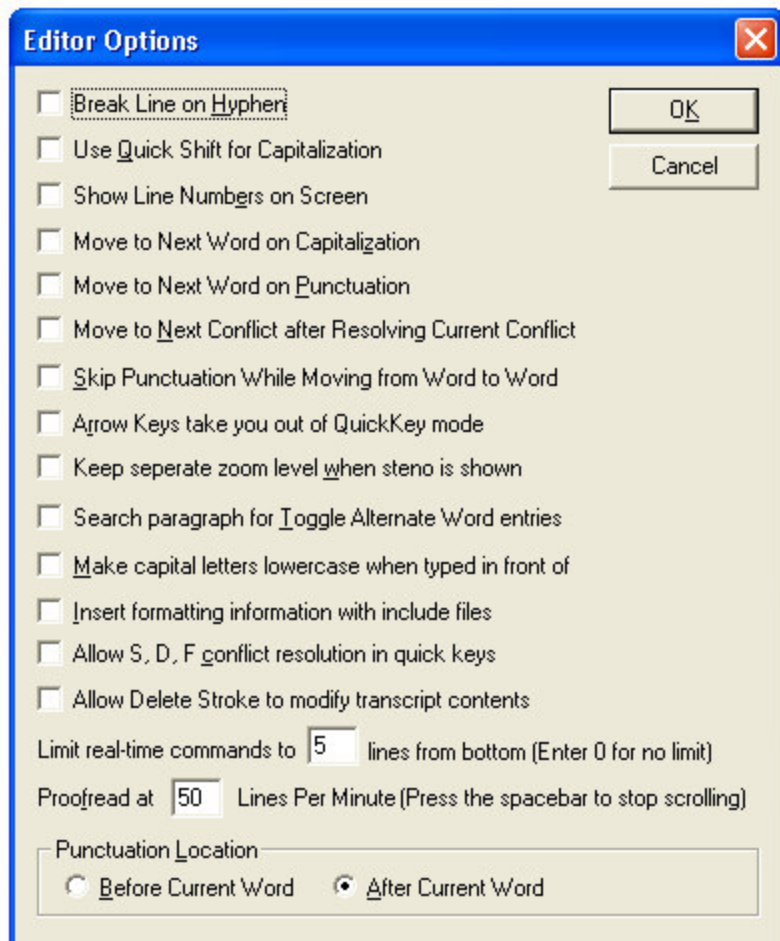 Editor Options
Break Line on Hyphen
OK
Use Quick Shift for Capitalization
Cancel
Show Line Numbers on Screen
Move to Next Word on Capitalization
Move to Next Word on Punctuation
Move to Next Conflict after Resolving Current Conflict
Skip Punctuation While Moving from Word to Word
Arrow Keys take you out of QuickKey mode
Keep seperate zoom level when steno is shown
Search paragraph for Toggle Alternate Word entries
Make capital letters lowercase when typed in front of
Insert formatting information with include files
Allow S, D, F conflict resolution in quick keys
Allow Delete Stroke to modify transcript contents
Limit real-time commands to 5 lines from bottom (Enter 0 for no limit)
Proofread at 50 Lines Per Minute (Press the spacebar to stop scrolling)
Punctuation Location
Before Current Word After Current Word